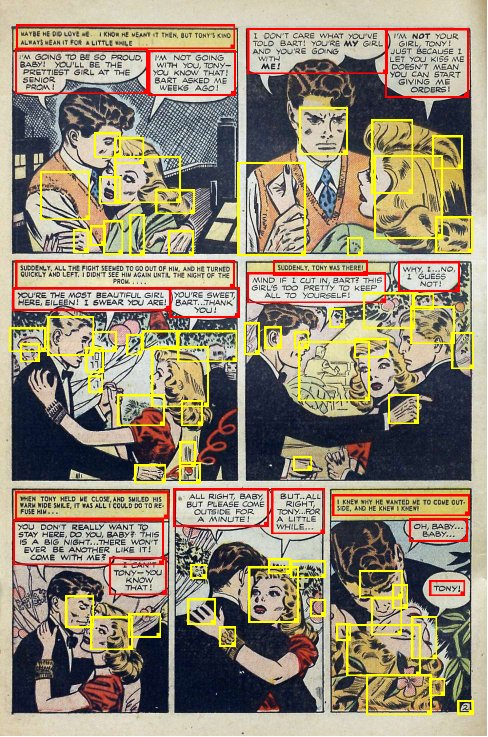 MAYBE HE DID LOVE ME... I KNOW HE MEANT IT THEN, BUT TONY'S KIND
ALWAYS MEAN IT FOR A LITTLE WHILE...
I'M GOING TO BE SO PROUD,
BABY! YOU'LL BE THE
PRETTIEST GIRL AT THE
SENIOR
PROM!
I'M NOT GOING
WITH YOU, TONY—
YOU KNOW THAT!
BART ASKED ME
WEEKS AGO!
I DON'T CARE WHAT YOU'VE
TOLD BART! YOU'RE MY GIRL
AND YOU'RE GOING
WITH
ME!
I'M NOT YOUR
GIRL, TONY!
JUST BECAUSE I
LET YOU KISS ME
DOESN'T MEAN
YOU CAN START
GIVING ME
ORDERS!
SUDDENLY, ALL THE FIGHT SEEMED TO GO OUT OF HIM, AND HE TURNED
QUICKLY AND LEFT. I DIDN'T SEE HIM AGAIN UNTIL THE NIGHT OF THE
PROM.....
YOU'RE THE MOST BEAUTIFUL GIRL
HERE, EILEEN! I SWEAR YOU ARE!
YOU'RE SWEET,
BART...THANK
YOU!
SUDDENLY, TONY WAS THERE!
MIND IF I CUT IN, BART? THIS
GIRL'S TOO PRETTY TO KEEP
ALL TO YOURSELF!
WHY, I...NO,
I GUESS
NOT!
WHEN TONY HELD ME CLOSE, AND SMILED HIS
WARM WIDE SMILE, IT WAS ALL I COULD DO TO RE-
FUSE HIM...
YOU DON'T REALLY WANT TO
STAY HERE, DO YOU, BABY? THIS
IS A BIG NIGHT...THERE WON'T
EVER BE ANOTHER LIKE IT!
COME WITH ME?
I CAN'T
TONY—YOU
KNOW
THAT!
ALL RIGHT, BABY,
BUT PLEASE COME
OUTSIDE FOR
A MINUTE!
BUT...ALL
RIGHT,
TONY...FOR
A LITTLE
WHILE...
I KNEW WHY HE WANTED ME TO COME OUT-
SIDE, AND HE KNEW I KNEW!
OH, BABY...
BABY...
TONY!
2